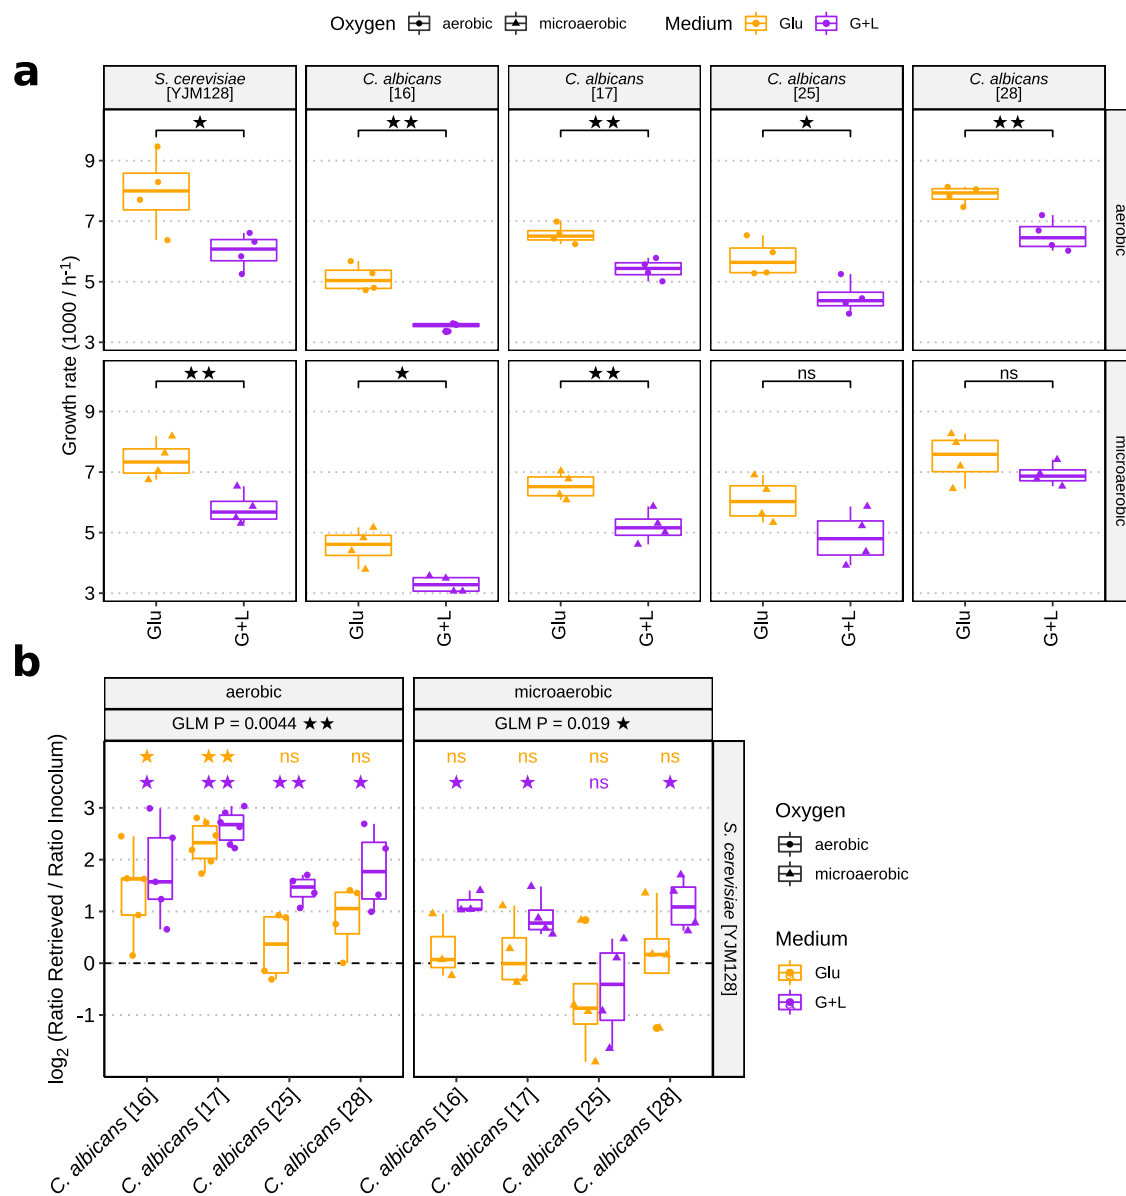 Oxygen aerobic microaerobic Medium Glu G+L
a
S. cerevisiae
[YJM128]
C. albicans
[16]
C. albicans
[17]
C. albicans
[25]
C. albicans
[28]
★
★★
★★
★
★★
9
7
5
3
aerobic
Growth rate (1000 / h⁻¹)
★★
★
★★
ns
ns
9
7
5
3
microaerobic
Glu
G+L
Glu
G+L
Glu
G+L
Glu
G+L
Glu
G+L
b
aerobic
microaerobic
GLM P = 0.0044 ★★
GLM P = 0.019 ★
★ ★★ ns ns
★ ★★ ★★ ★
ns ns ns ns
★ ★ ns ★
3
2
1
0
-1
log₂ (Ratio Retrieved / Ratio Inocolum)
S. cerevisiae [YJM128]
C. albicans [16]
C. albicans [17]
C. albicans [25]
C. albicans [28]
C. albicans [16]
C. albicans [17]
C. albicans [25]
C. albicans [28]
Oxygen
aerobic
microaerobic
Medium
Glu
G+L